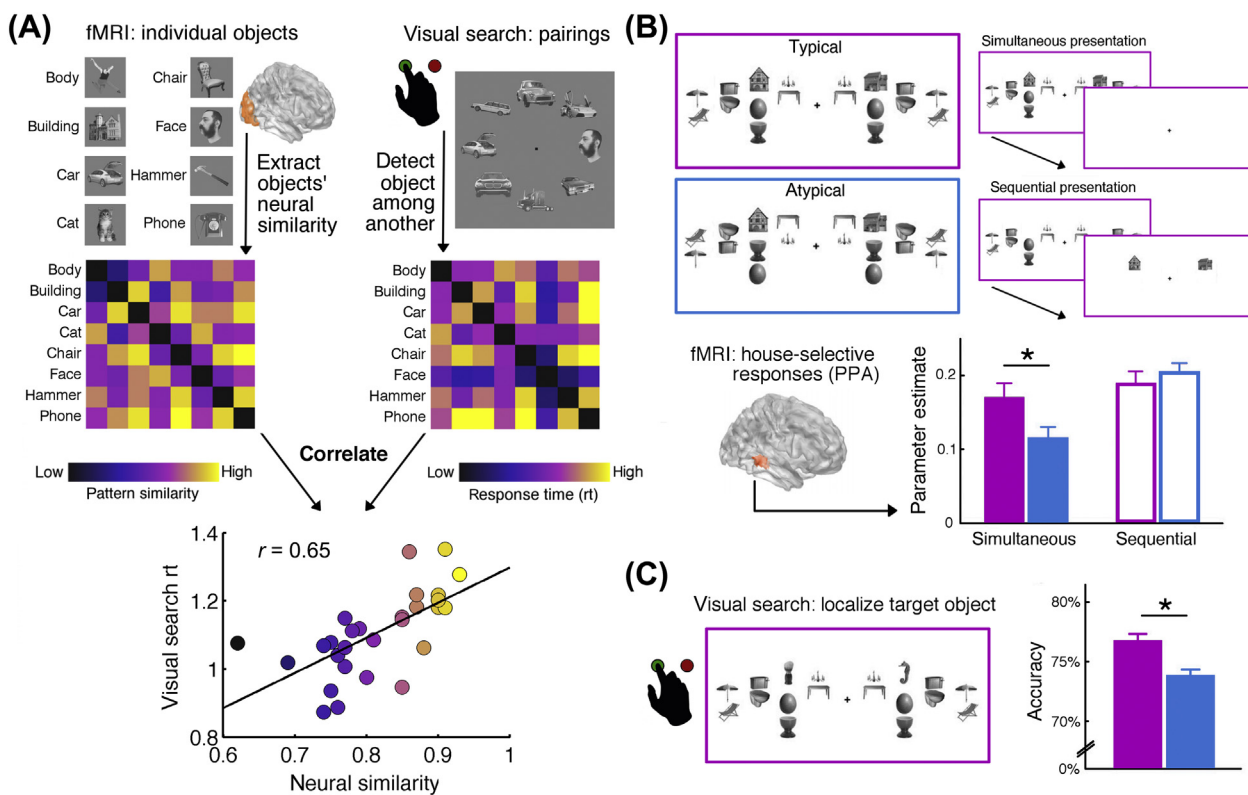 (A)
fMRI: individual objects
Body
Chair
Building
Face
Car
Hammer
Cat
Phone
Extract
objects'
neural
similarity
Visual search: pairings
Detect
object
among
another
Body
Building
Car
Cat
Chair
Face
Hammer
Phone
Body
Building
Car
Cat
Chair
Face
Hammer
Phone
Low
High
Pattern similarity
Correlate
Low
High
Response time (rt)
r = 0.65
Visual search rt
1.4
1.2
1
0.8
0.6
0.7
0.8
0.9
1
Neural similarity
(B)
Typical
Atypical
Simultaneous presentation
Sequential presentation
fMRI: house-selective
responses (PPA)
Parameter estimate
0.2
0.1
0
*
Simultaneous
Sequential
(C)
Visual search: localize target object
Accuracy
80%
75%
70%
0%
*